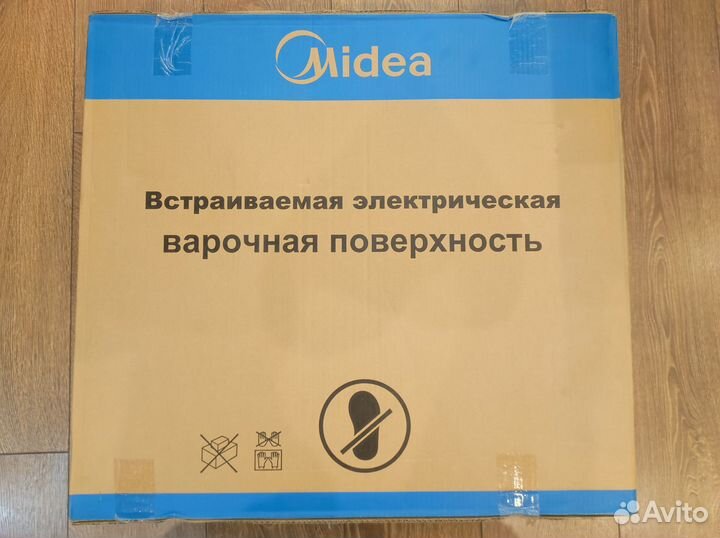 Midea
Встраиваемая электрическая
варочная поверхность
Avito